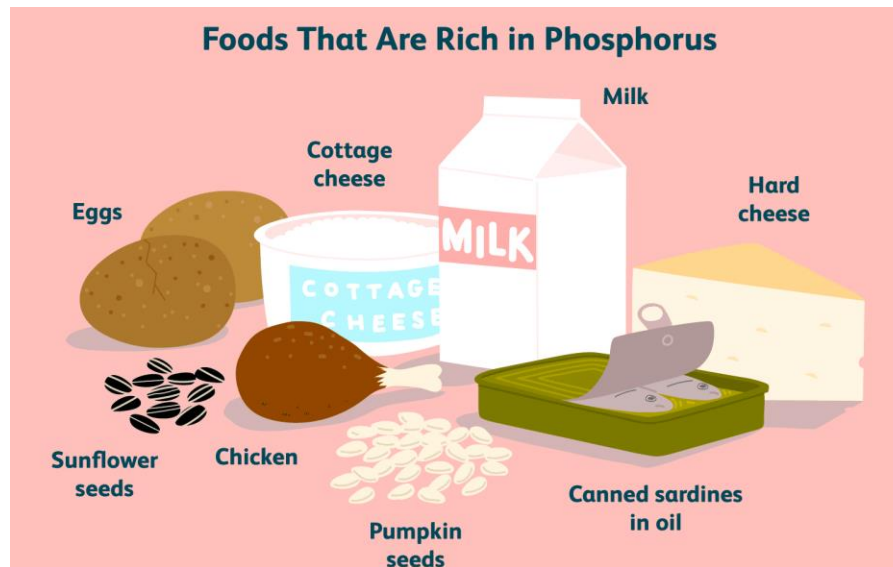 Foods That Are Rich in Phosphorus
Milk
Cottage
cheese
Hard
cheese
Eggs
MILK
COTTAGE
CHEESE
Sunflower
seeds
Chicken
Canned sardines
in oil
Pumpkin
seeds